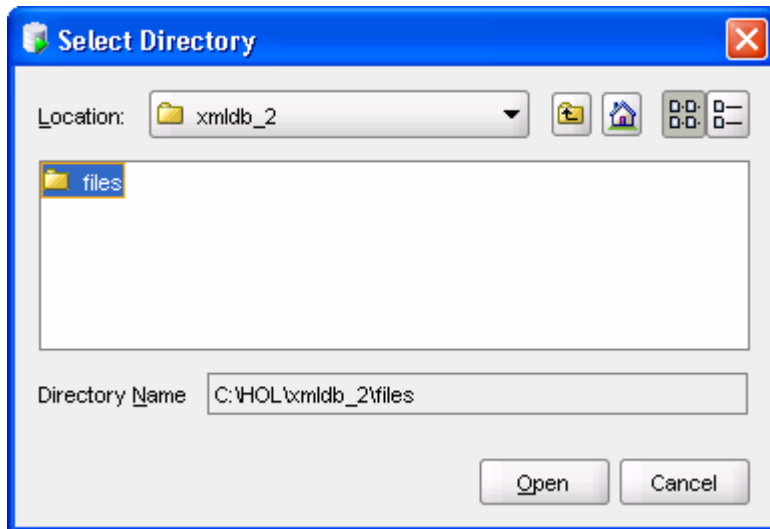 Select Directory
Location: xmldb_2
files
Directory Name C:\HOL\xmldb_2\files
Open Cancel